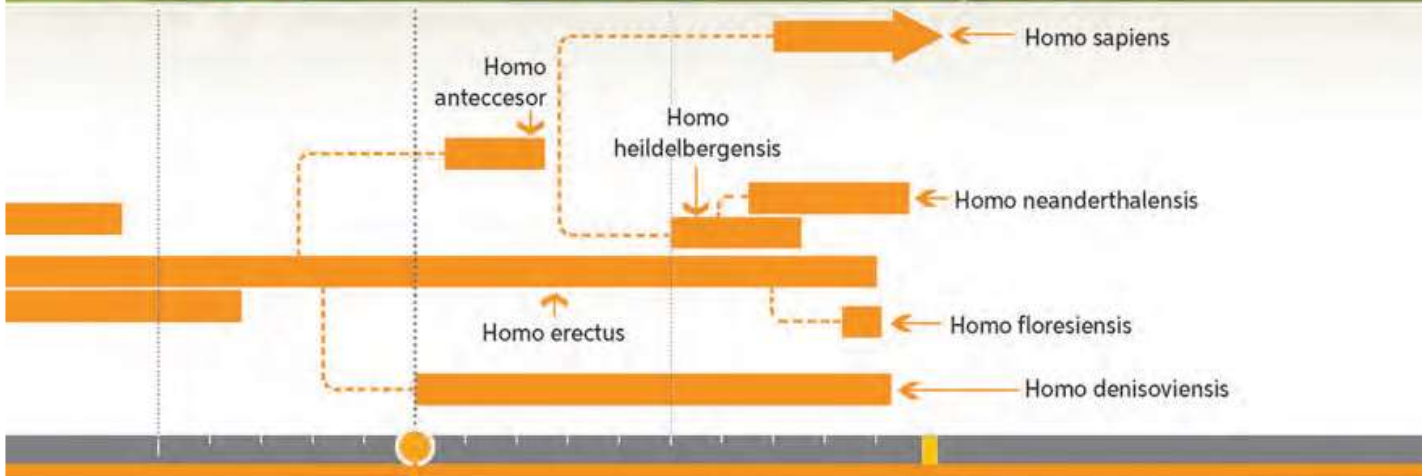 Homo sapiens
Homo
anteccesor
Homo
heildelbergensis
Homo neanderthalensis
Homo erectus
Homo floresiensis
Homo denisoviensis